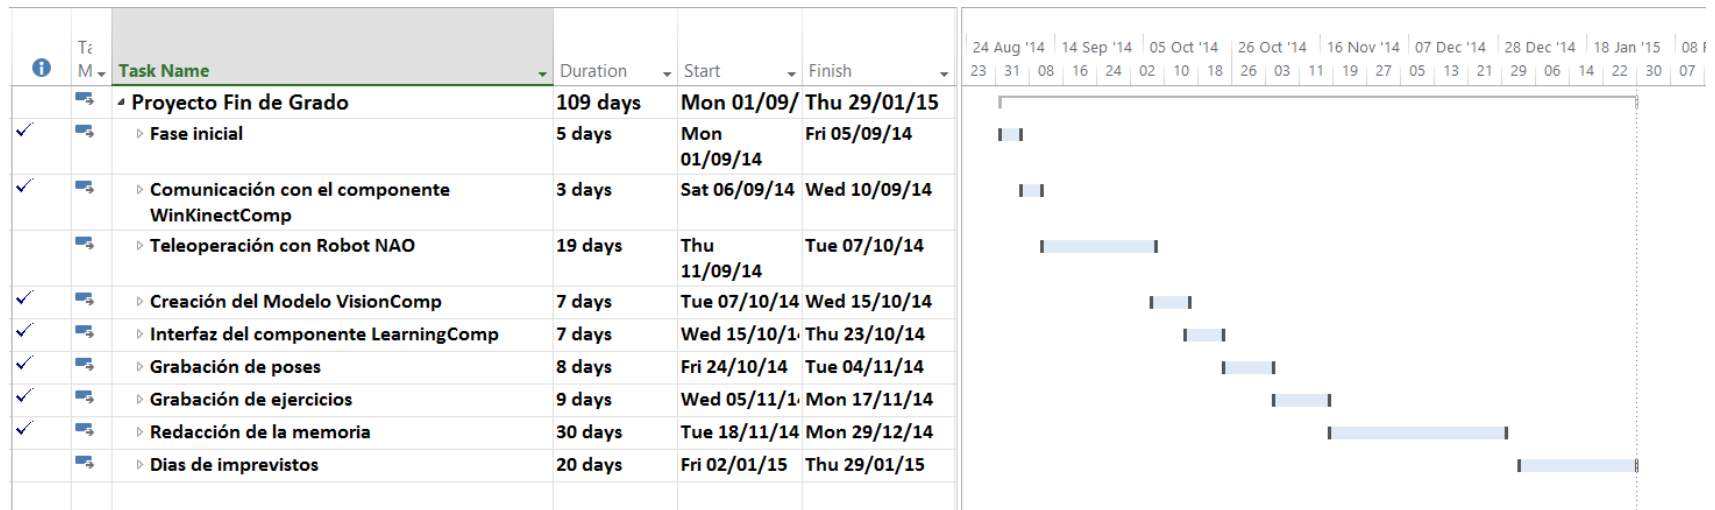 Ta
M Task Name Duration Start Finish
24 Aug '14 14 Sep '14 05 Oct '14 26 Oct '14 16 Nov '14 07 Dec '14 28 Dec '14 18 Jan '15 08 F
23 31 08 16 24 02 10 18 26 03 11 19 27 05 13 21 29 06 14 22 30 07
Proyecto Fin de Grado 109 days Mon 01/09/ Thu 29/01/15
Fase inicial 5 days Mon Fri 05/09/14
01/09/14
Comunicación con el componente 3 days Sat 06/09/14 Wed 10/09/14
WinKinectComp
Teleoperación con Robot NAO 19 days Thu Tue 07/10/14
11/09/14
Creación del Modelo VisionComp 7 days Tue 07/10/14 Wed 15/10/14
Interfaz del componente LearningComp 7 days Wed 15/10/1 Thu 23/10/14
Grabación de poses 8 days Fri 24/10/14 Tue 04/11/14
Grabación de ejercicios 9 days Wed 05/11/1 Mon 17/11/14
Redacción de la memoria 30 days Tue 18/11/14 Mon 29/12/14
Dias de imprevistos 20 days Fri 02/01/15 Thu 29/01/15